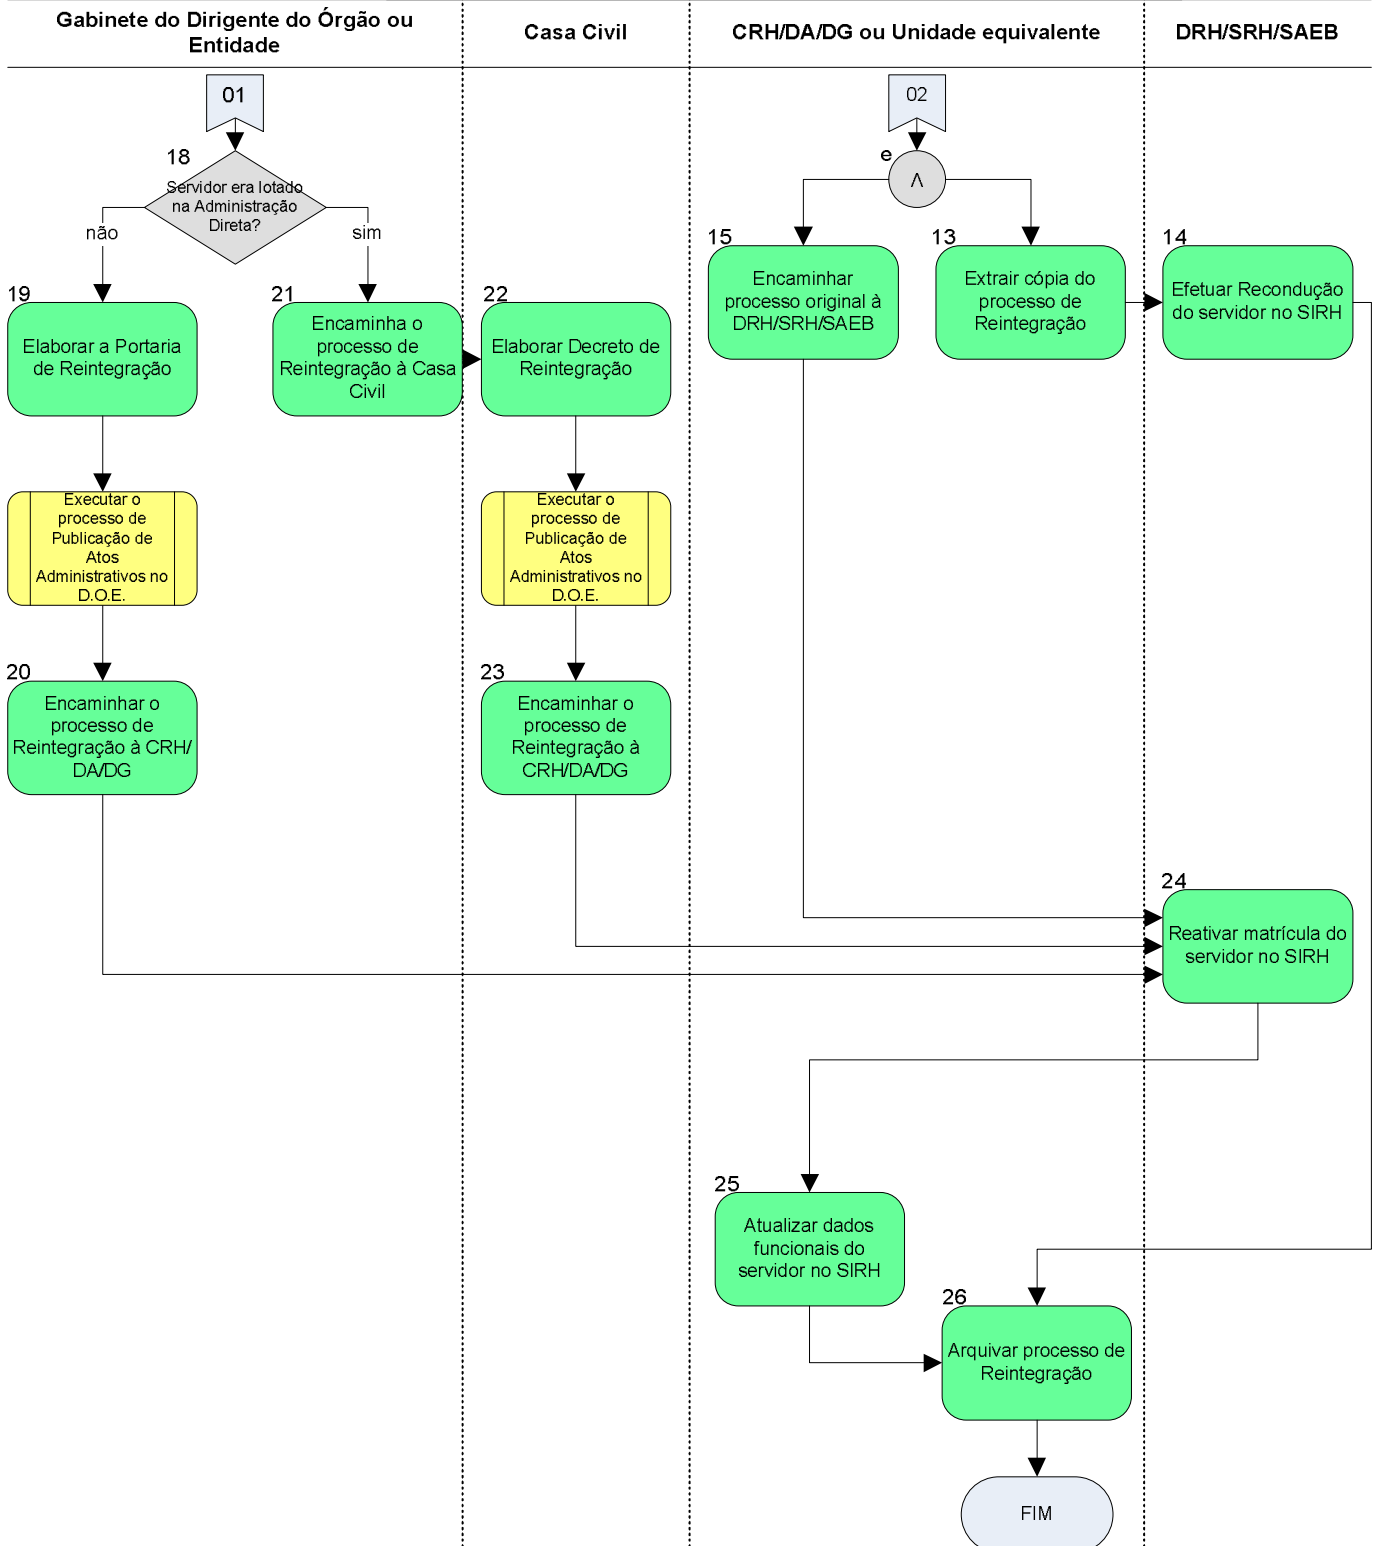 Gabinete do Dirigente do Órgão ou
Entidade
Casa Civil
CRH/DA/DG ou Unidade equivalente
DRH/SRH/SAEB
01
02
18
Servidor era lotado
na Administração
Direta?
não
sim
e
Λ
19
Elaborar a Portaria
de Reintegração
21
Encaminha o
processo de
Reintegração à Casa
Civil
22
Elaborar Decreto de
Reintegração
15
Encaminhar
processo original à
DRH/SRH/SAEB
13
Extrair cópia do
processo de
Reintegração
14
Efetuar Recondução
do servidor no SIRH
Executar o
processo de
Publicação de
Atos
Administrativos no
D.O.E.
Executar o
processo de
Publicação de
Atos
Administrativos no
D.O.E.
20
Encaminhar o
processo de
Reintegração à CRH/
DA/DG
23
Encaminhar o
processo de
Reintegração à
CRH/DA/DG
24
Reativar matrícula do
servidor no SIRH
25
Atualizar dados
funcionais do
servidor no SIRH
26
Arquivar processo de
Reintegração
FIM